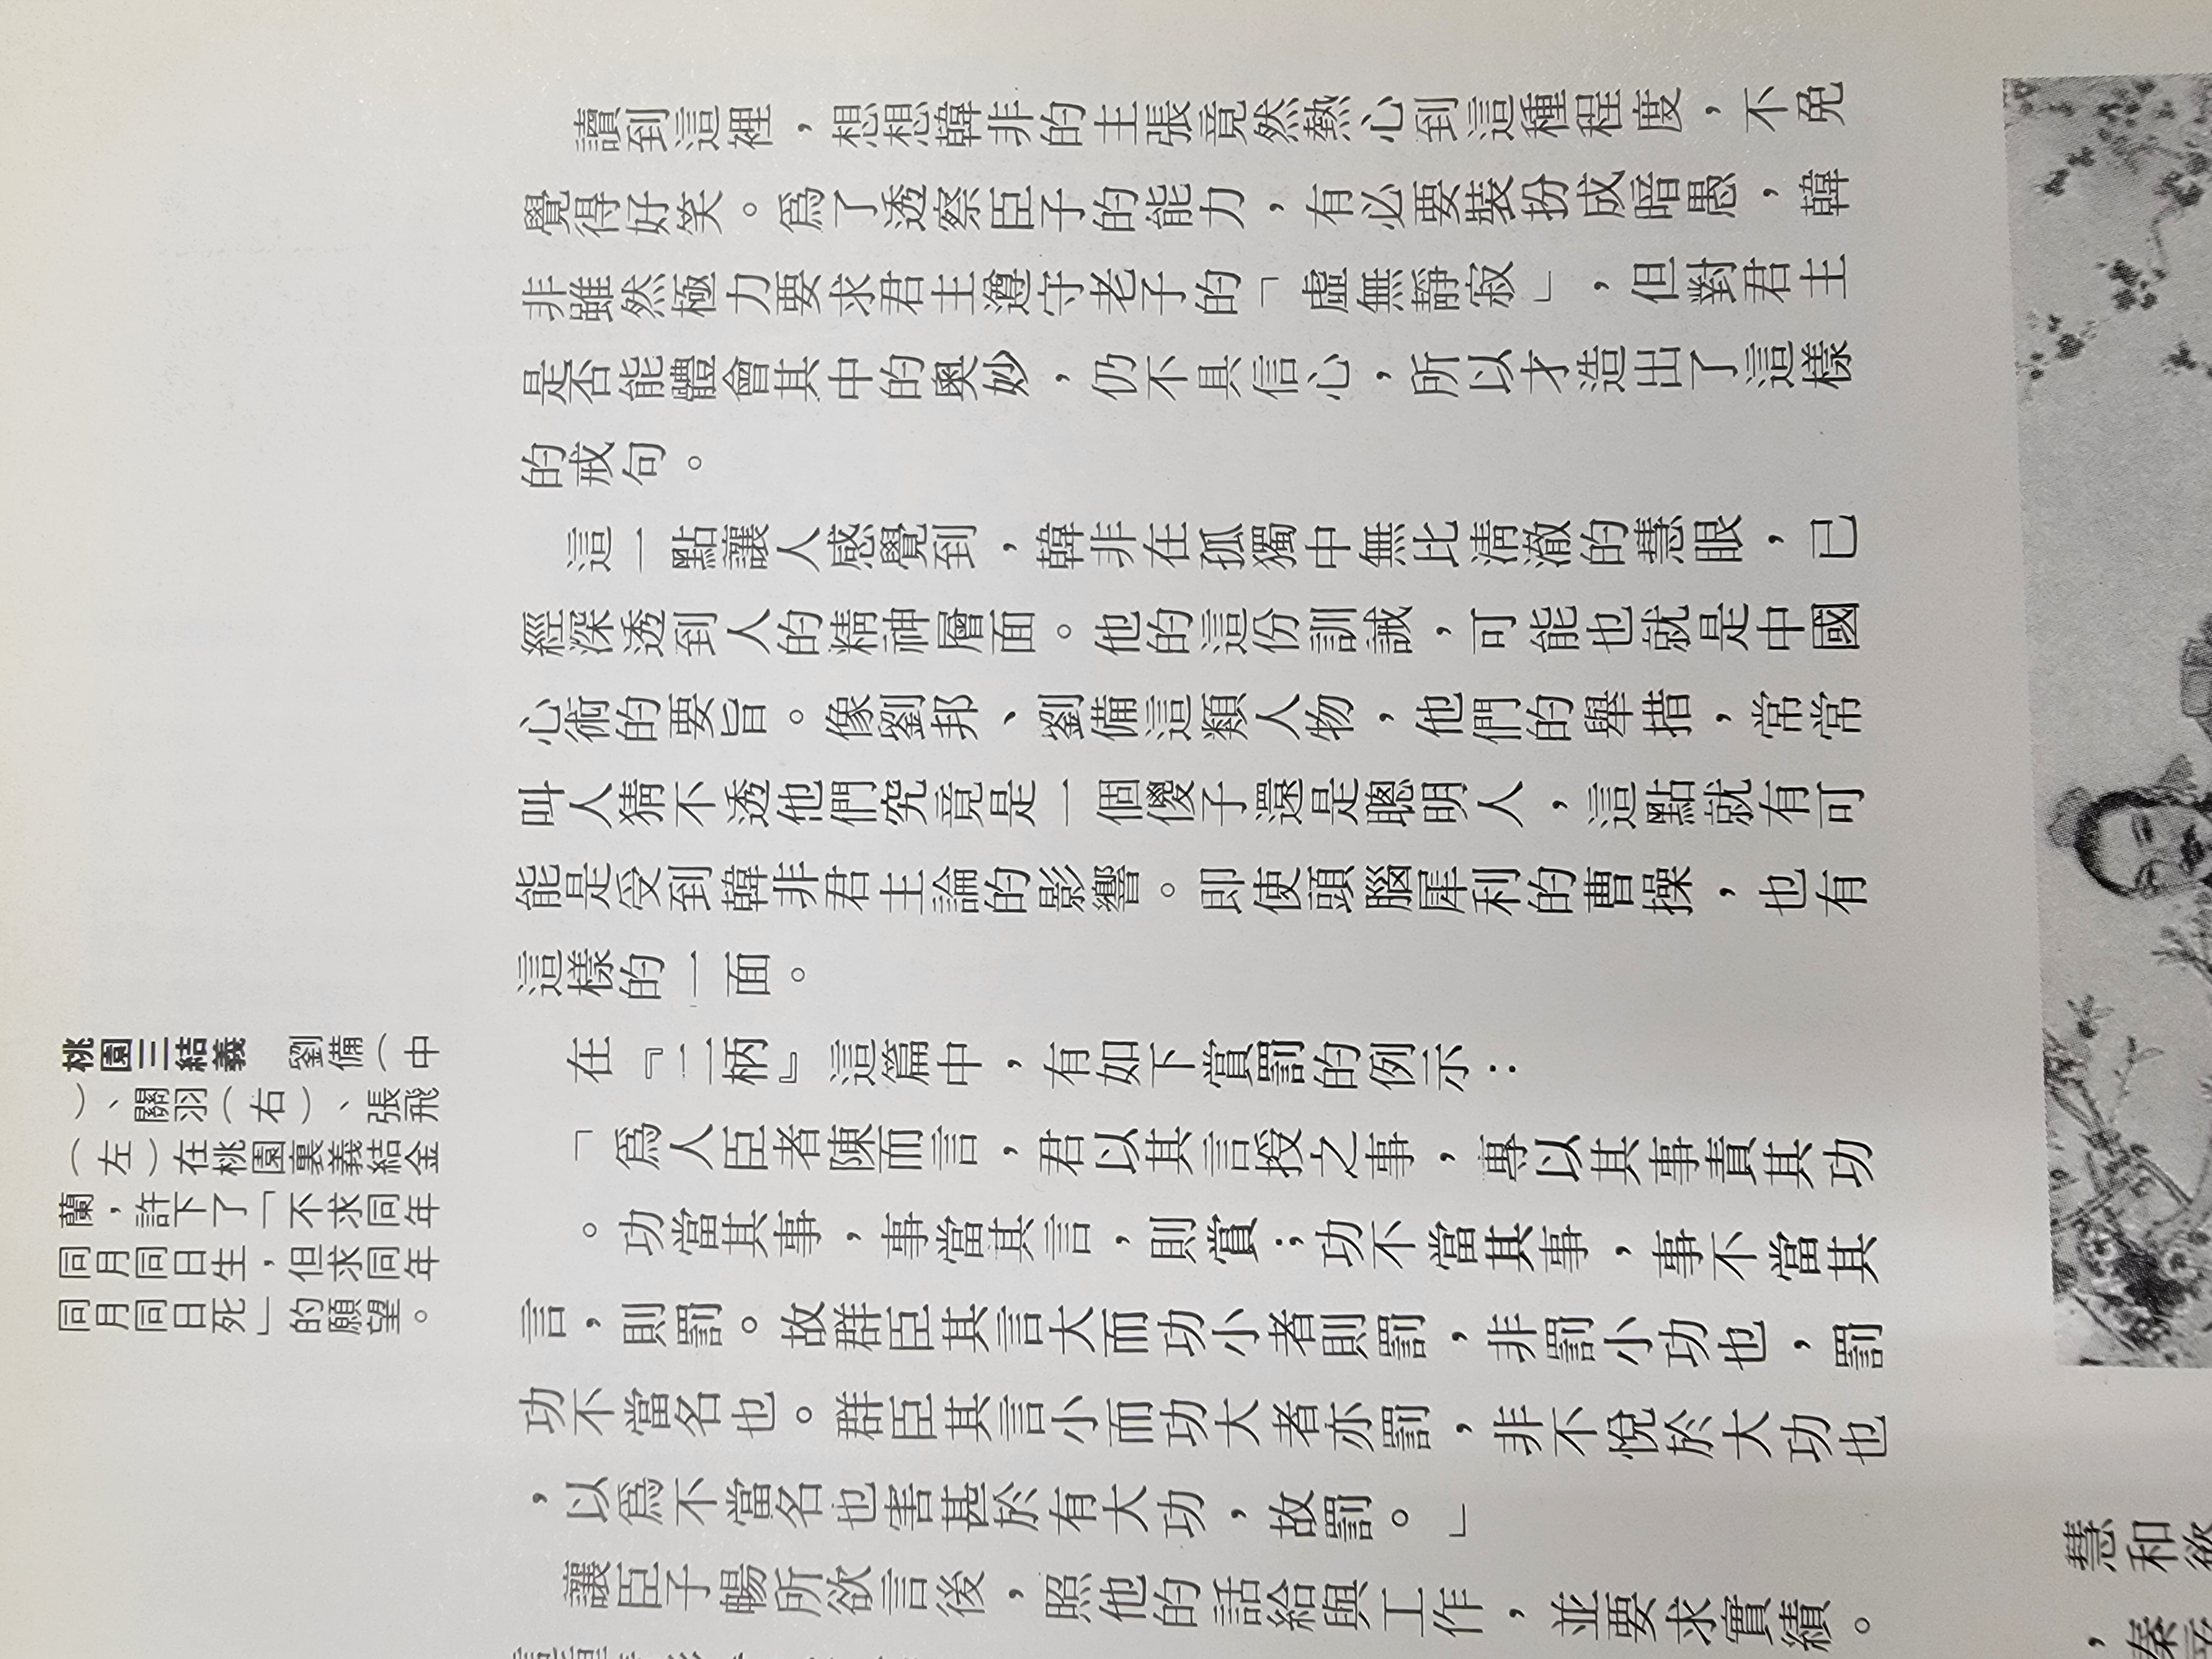 桃園三結義　劉備（中
）、關羽（右）、張飛
（左）在桃園裏義結金
蘭，許下了「不求同年
同月同日生，但求同年
同月同日死」的願望。
讀到這裡，想想韓非的主張竟然熱心到這種程度，不免
覺得好笑。爲了透察臣子的能力，有必要裝扮成暗愚，韓
非雖然極力要求君主遵守老子的「虛無靜寂」，但對君主
是否能體會其中的奧妙，仍不具信心，所以才造出了這樣
的戒句。
這一點讓人感覺到，韓非在孤獨中無比清澈的慧眼，已
經深透到人的精神層面。他的這份訓誡，可能也就是中國
心術的要旨。像劉邦、劉備這類人物，他們的舉措，常常
叫人猜不透他們究竟是一個傻子還是聰明人，這點就有可
能是受到韓非君主論的影響。即使頭腦犀利的曹操，也有
這樣的一面。
在『二柄』這篇中，有如下賞罰的例示：
「爲人臣者陳而言，君以其言授之事，專以其事責其功
。功當其事，事當其言，則賞；功不當其事，事不當其
言，則罰。故群臣其言大而功小者則罰，非罰小功也，罰
功不當名也。群臣其言小而功大者亦罰，非不悅於大功也
，以爲不當名也害甚於有大功，故罰。」
讓臣子暢所欲言後，照他的話給與工作，並要求實績。
慧和
，秦